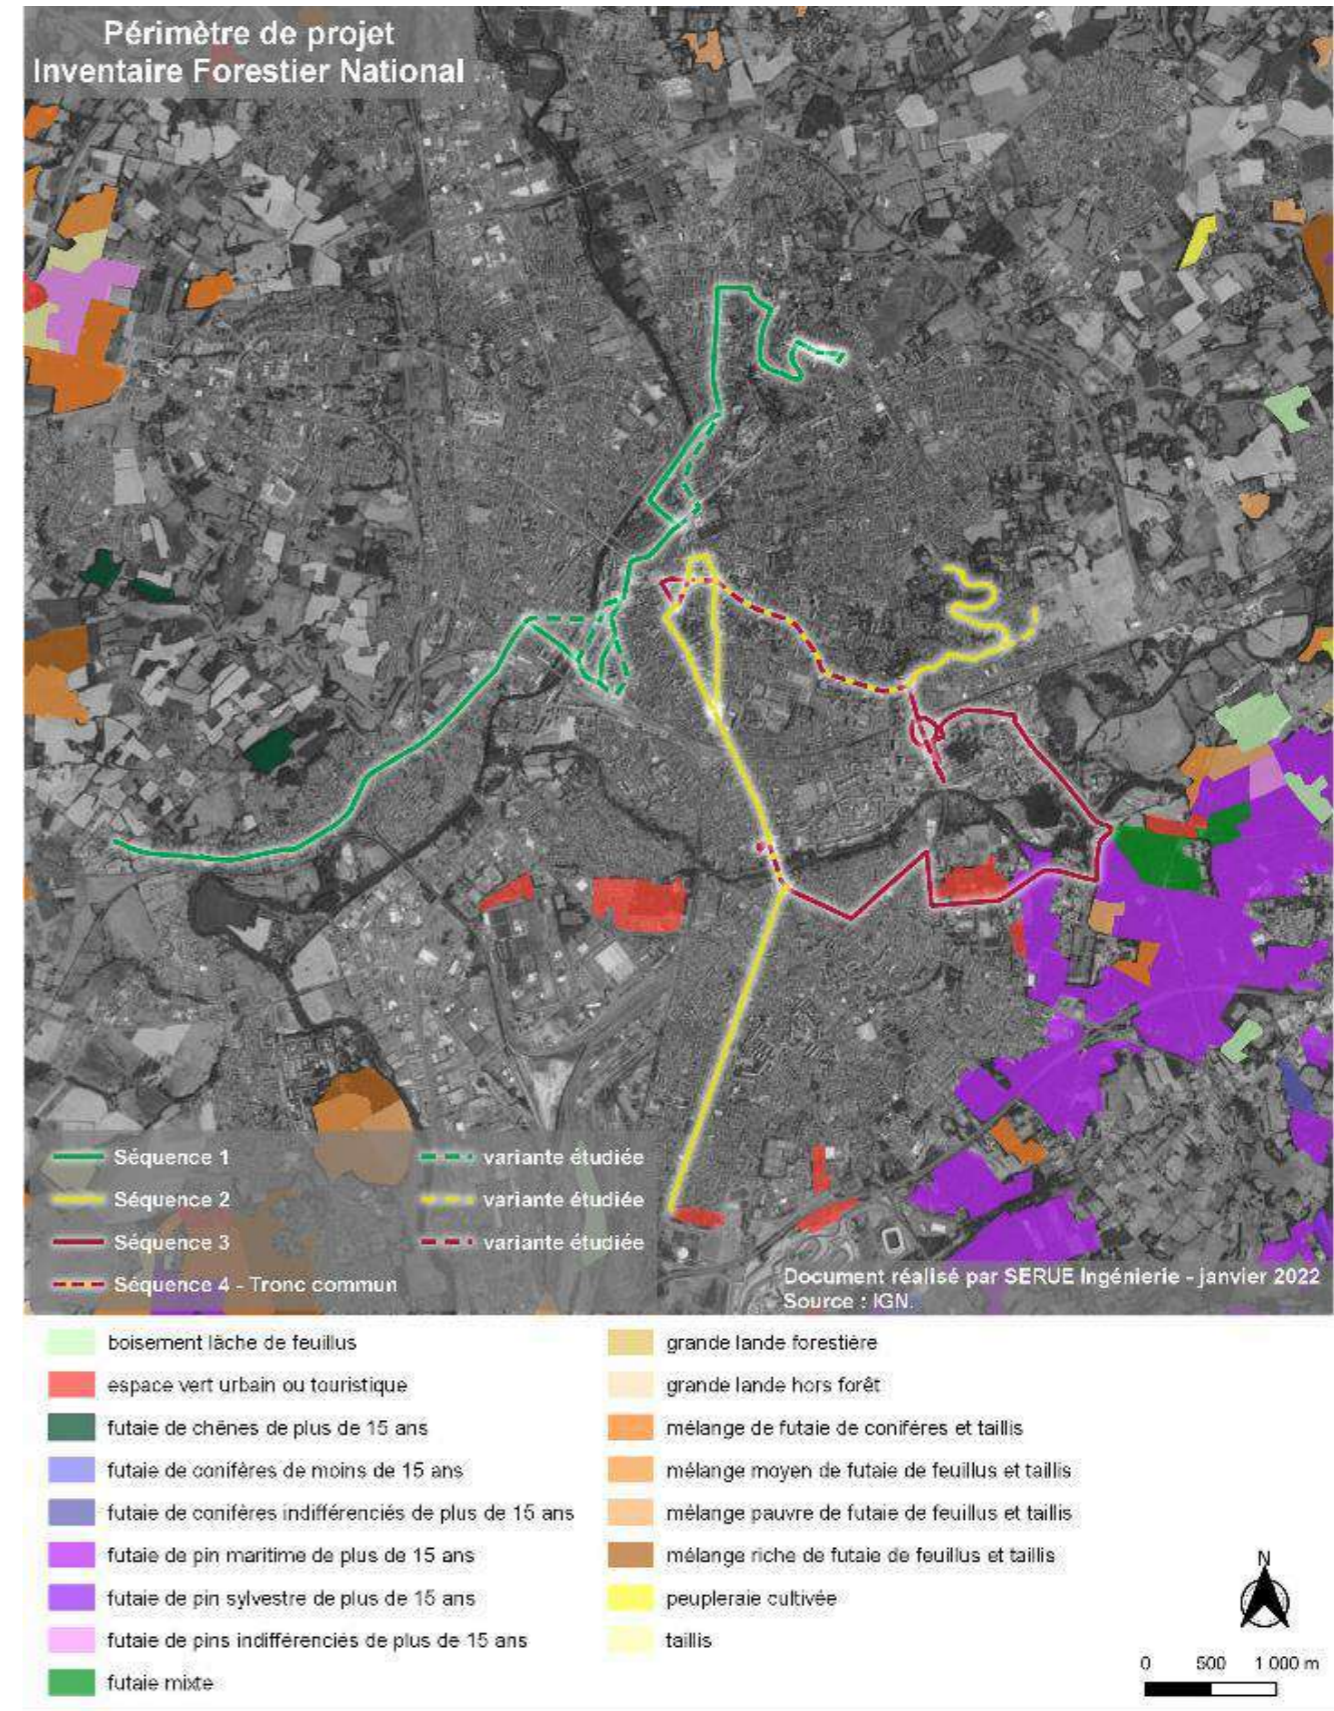 Périmètre de projet
Inventaire Forestier National
Séquence 1
variante étudiée
Séquence 2
variante étudiée
Séquence 3
variante étudiée
Séquence 4 - Tronc commun
Document réalisé par SERUE Ingénierie - janvier 2022
Source : IGN.
boisement lâche de feuillus
espace vert urbain ou touristique
futaie de chênes de plus de 15 ans
futaie de conifères de moins de 15 ans
futaie de conifères indifférenciés de plus de 15 ans
futaie de pin maritime de plus de 15 ans
futaie de pin sylvestre de plus de 15 ans
futaie de pins indifférenciés de plus de 15 ans
futaie mixte
grande lande forestière
grande lande hors forêt
mélange de futaie de conifères et taillis
mélange moyen de futaie de feuillus et taillis
mélange pauvre de futaie de feuillus et taillis
mélange riche de futaie de feuillus et taillis
peupleraie cultivée
taillis
N
0 500 1 000 m